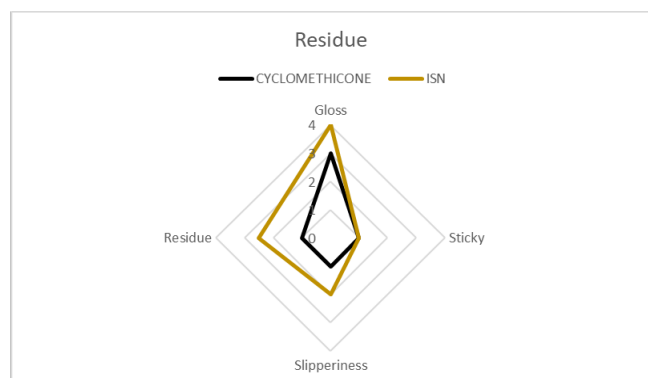 Residue
CYCLOMETHICONE ISN
Gloss
4
3
2
1
Residue 0 Sticky
Slipperiness